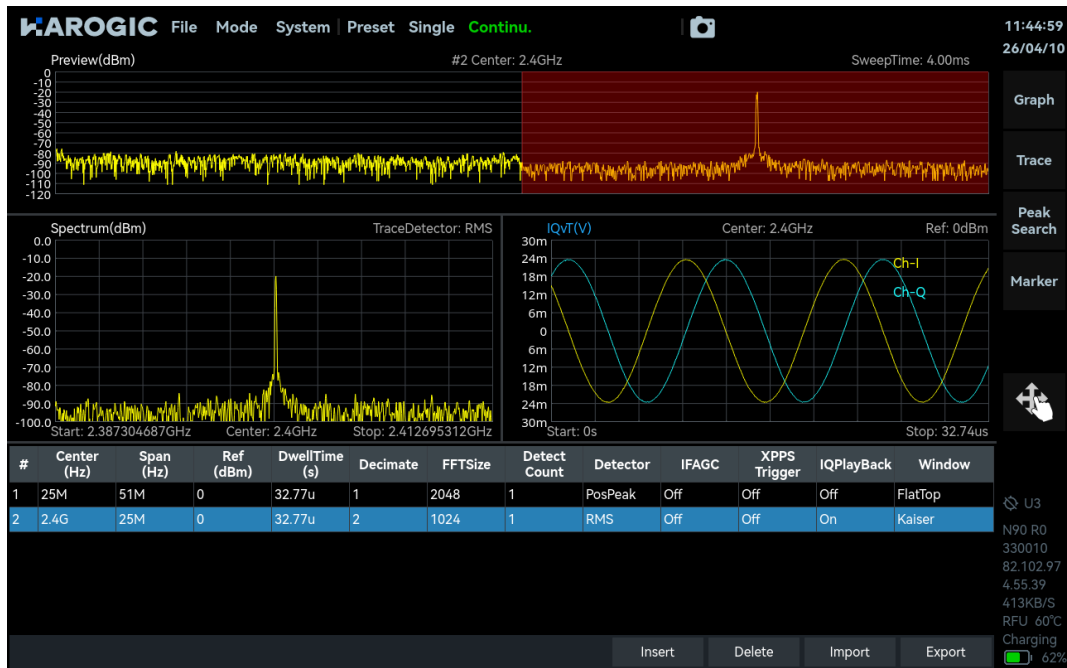 HAROGIC File Mode System Preset Single Continu.
11:44:59
26/04/10
Preview(dBm) #2 Center: 2.4GHz SweepTime: 4.00ms
0
-10
-20
-30
-40
-50
-60
-70
-80
-90
-100
-110
-120
Graph
Trace
Peak
Search
Marker
Spectrum(dBm) TraceDetector: RMS
0.0
-10.0
-20.0
-30.0
-40.0
-50.0
-60.0
-70.0
-80.0
-90.0
-100.0
Start: 2.387304687GHz Center: 2.4GHz Stop: 2.412695312GHz
IQvT(V) Center: 2.4GHz Ref: 0dBm
30m
24m
18m
12m
6m
0
6m
12m
18m
24m
30m
Ch-I
Ch-Q
Start: 0s Stop: 32.74us
# Center (Hz) Span (Hz) Ref (dBm) DwellTime (s) Decimate FFTSize Detect Count Detector IFAGC XPPS Trigger IQPlayBack Window
1 25M 51M 0 32.77u 1 2048 1 PosPeak Off Off Off FlatTop
2 2.4G 25M 0 32.77u 2 1024 1 RMS Off Off On Kaiser
U3
N90 R0
330010
82.102.97
4.55.39
413KB/S
RFU 60℃
Charging
62%
Insert Delete Import Export